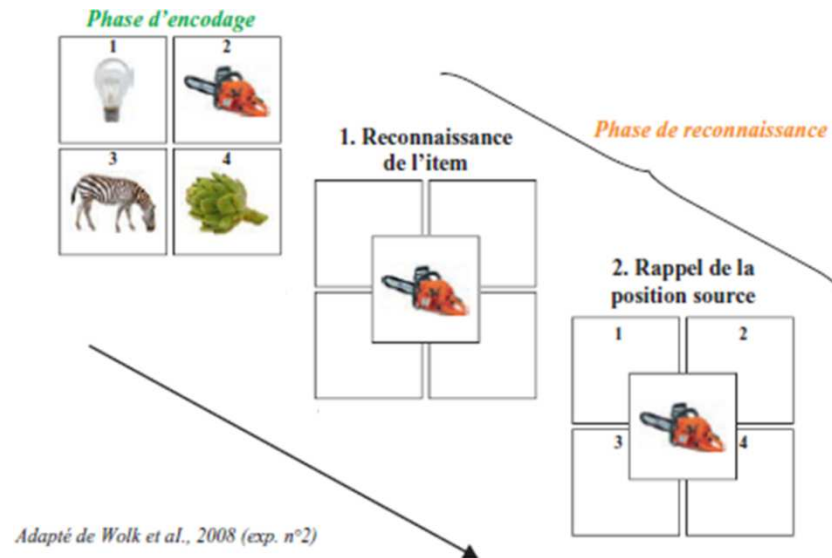 Phase d'encodage
1 2
3 4
Phase de reconnaissance
1. Reconnaissance
de l'item
2. Rappel de la
position source
1 2
3 4
Adapté de Wolk et al., 2008 (exp. n°2)